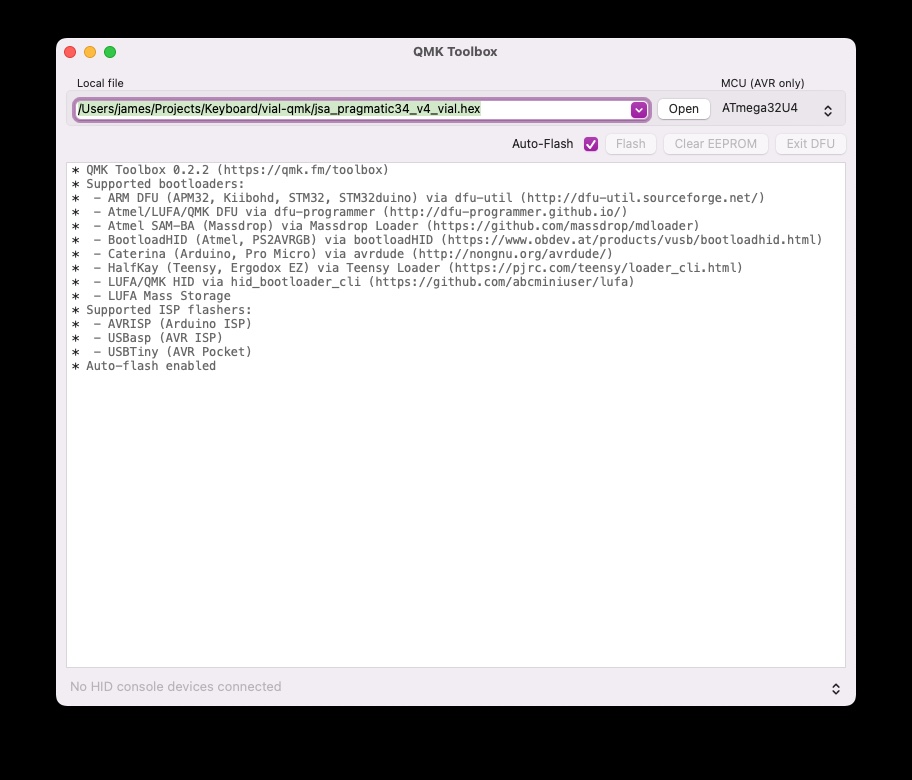 QMK Toolbox
Local file
MCU (AVR only)
/Users/james/Projects/Keyboard/vial-qmk/jsa_pragmatic34_v4_vial.hex
Open
ATmega32U4
Auto-Flash
Flash
Clear EEPROM
Exit DFU
* QMK Toolbox 0.2.2 (https://qmk.fm/toolbox)
* Supported bootloaders:
*  – ARM DFU (APM32, Kiibohd, STM32, STM32duino) via dfu-util (http://dfu-util.sourceforge.net/)
*  – Atmel/LUFA/QMK DFU via dfu-programmer (http://dfu-programmer.github.io/)
*  – Atmel SAM-BA (Massdrop) via Massdrop Loader (https://github.com/massdrop/mdloader)
*  – BootloadHID (Atmel, PS2AVRGB) via bootloadHID (https://www.obdev.at/products/vusb/bootloadhid.html)
*  – Caterina (Arduino, Pro Micro) via avrdude (http://nongnu.org/avrdude/)
*  – HalfKay (Teensy, Ergodox EZ) via Teensy Loader (https://pjrc.com/teensy/loader_cli.html)
*  – LUFA/QMK HID via hid_bootloader_cli (https://github.com/abcminiuser/lufa)
*  – LUFA Mass Storage
* Supported ISP flashers:
*  – AVRISP (Arduino ISP)
*  – USBasp (AVR ISP)
*  – USBTiny (AVR Pocket)
* Auto-flash enabled
No HID console devices connected